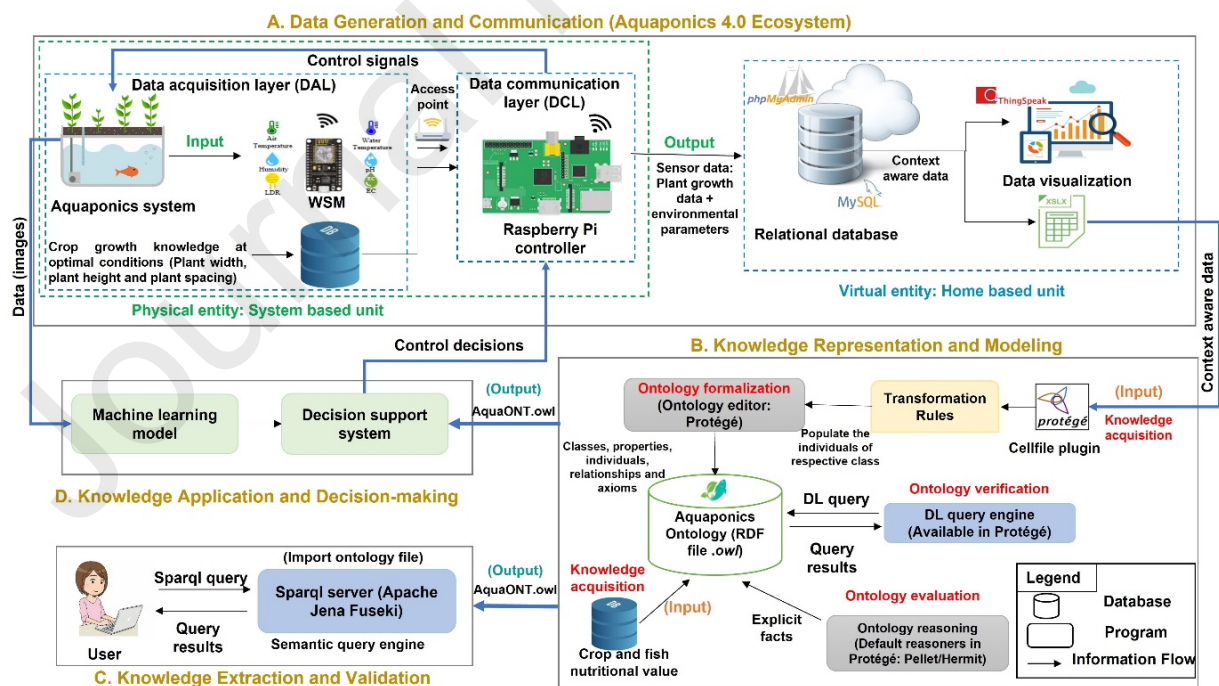 A. Data Generation and Communication (Aquaponics 4.0 Ecosystem)
Control signals
Data acquisition layer (DAL)
Access
point
Data communication
layer (DCL)
Input
Air
Temperature
Humidity
LDR
Water
Temperature
pH
EC
WSM
Aquaponics system
Crop growth knowledge at
optimal conditions (Plant width,
plant height and plant spacing)
DB
Raspberry Pi
controller
Physical entity: System based unit
Output
Sensor data:
Plant growth
data +
environmental
parameters
phpMyAdmin
MySQL
Relational database
Context
aware data
ThingSpeak
Data visualization
XSLX
Virtual entity: Home based unit
Data (images)
Context aware data
Control decisions
Machine learning
model
Decision support
system
(Output)
AquaONT.owl
D. Knowledge Application and Decision-making
B. Knowledge Representation and Modeling
Ontology formalization
(Ontology editor:
Protégé)
Transformation
Rules
protégé
Cellfile plugin
(Input)
Knowledge
acquisition
Populate the
individuals of
respective class
Classes, properties,
individuals,
relationships and
axioms
Aquaponics
Ontology (RDF
file .owl)
DL query
Query
results
Ontology verification
DL query engine
(Available in Protégé)
Knowledge
acquisition
DB
(Input)
Crop and fish
nutritional value
Explicit
facts
Ontology evaluation
Ontology reasoning
(Default reasoners in
Protégé: Pellet/Hermit)
Legend
Database
Program
Information Flow
(Output)
AquaONT.owl
User
Sparql query
Query
results
(Import ontology file)
Sparql server (Apache
Jena Fuseki)
Semantic query engine
C. Knowledge Extraction and Validation
Journal